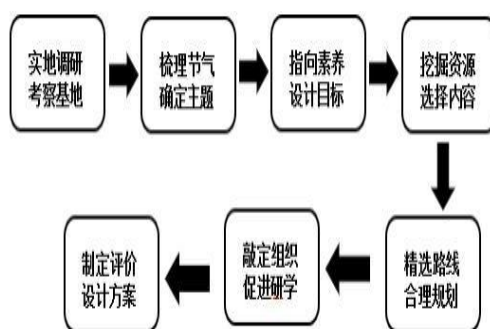 实地调研
考察基地
梳理节气
确定主题
指向素养
设计目标
挖掘资源
选择内容
精选路线
合理规划
敲定组织
促进研学
制定评价
设计方案